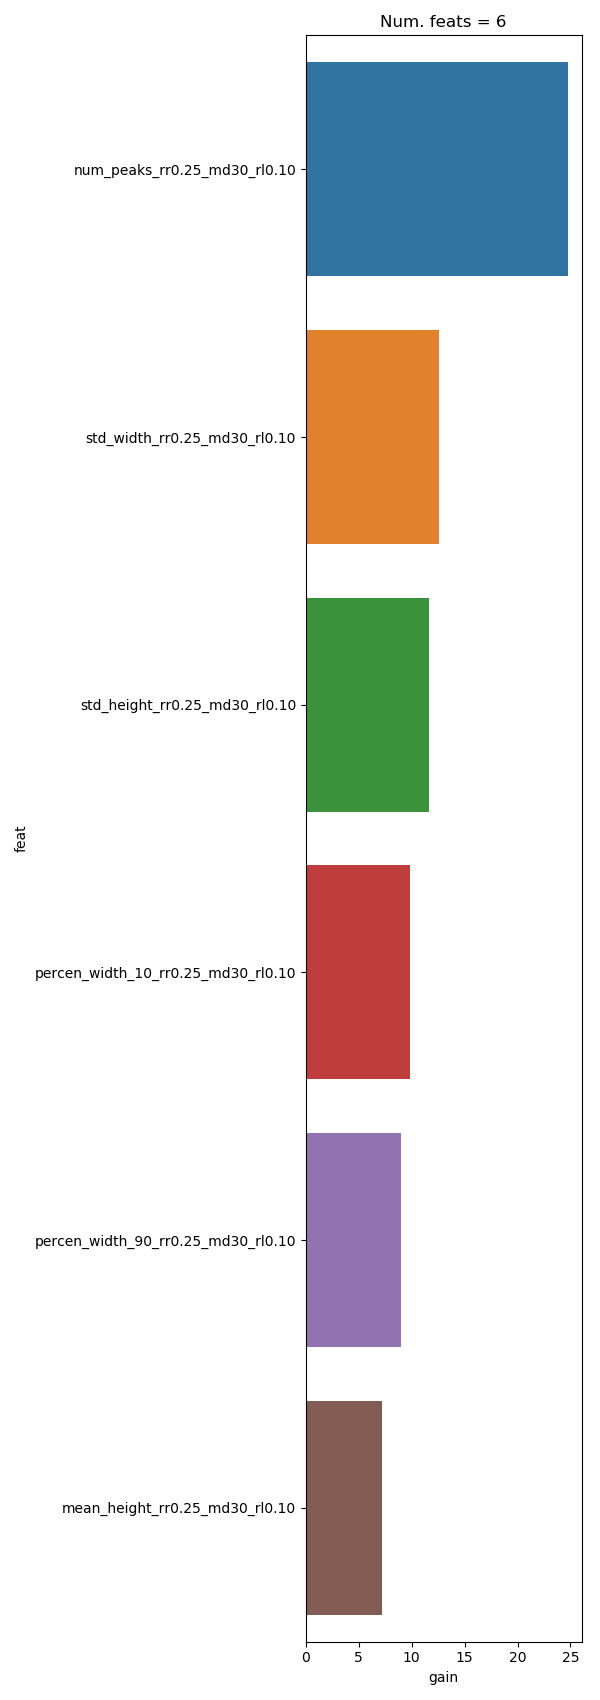 Num. feats = 6
num_peaks_rr0.25_md30_rl0.10
std_width_rr0.25_md30_rl0.10
std_height_rr0.25_md30_rl0.10
feat
percen_width_10_rr0.25_md30_rl0.10
percen_width_90_rr0.25_md30_rl0.10
mean_height_rr0.25_md30_rl0.10
0 5 10 15 20 25
gain